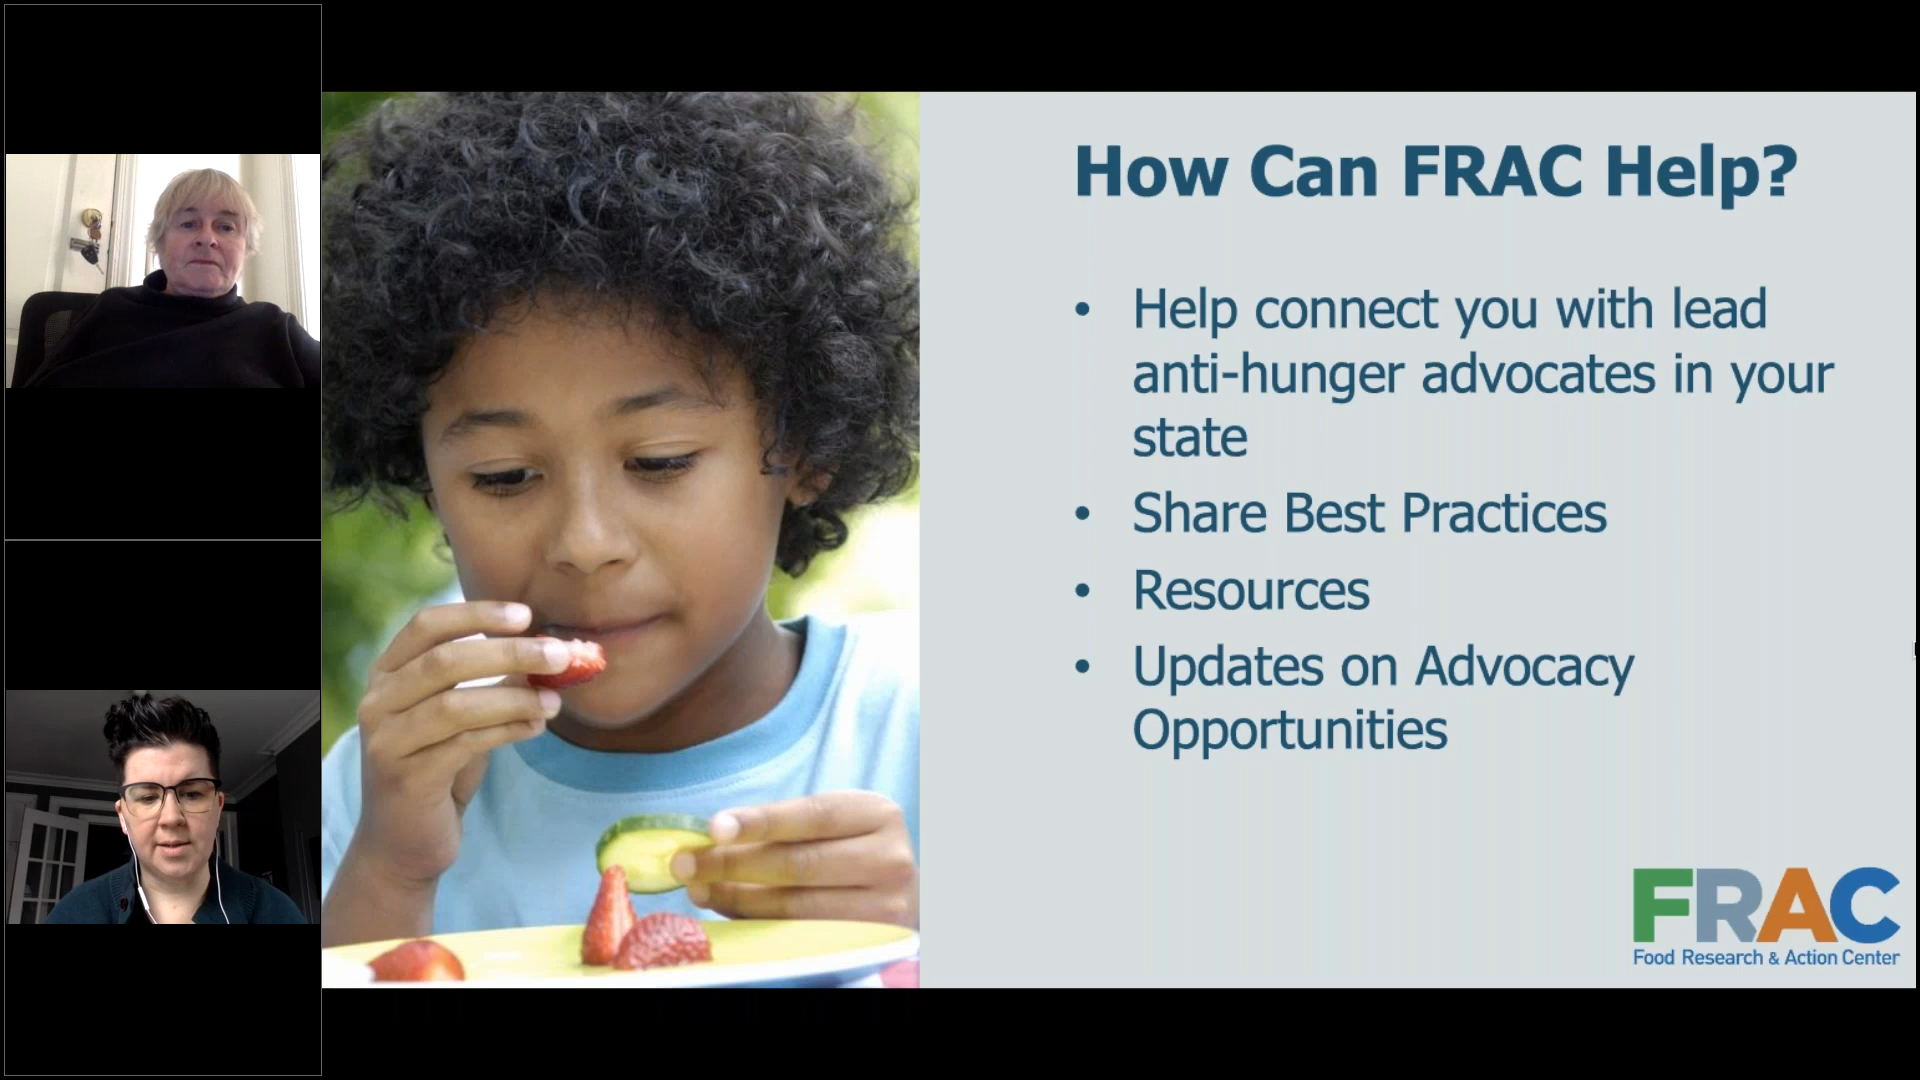 How Can FRAC Help?
• Help connect you with lead
anti-hunger advocates in your
state
• Share Best Practices
• Resources
• Updates on Advocacy
Opportunities
FRAC
Food Research & Action Center